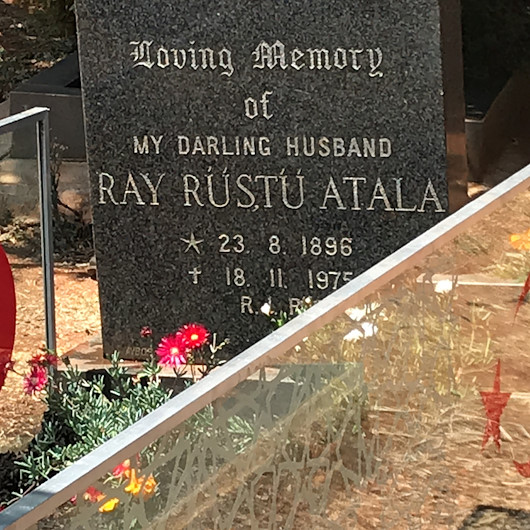 Loving Memory
of
MY DARLING HUSBAND
RAY RÜŞTÜ ATALA
★ 23. 8. 1896
✝ 18. 11. 1975
R. I. P.